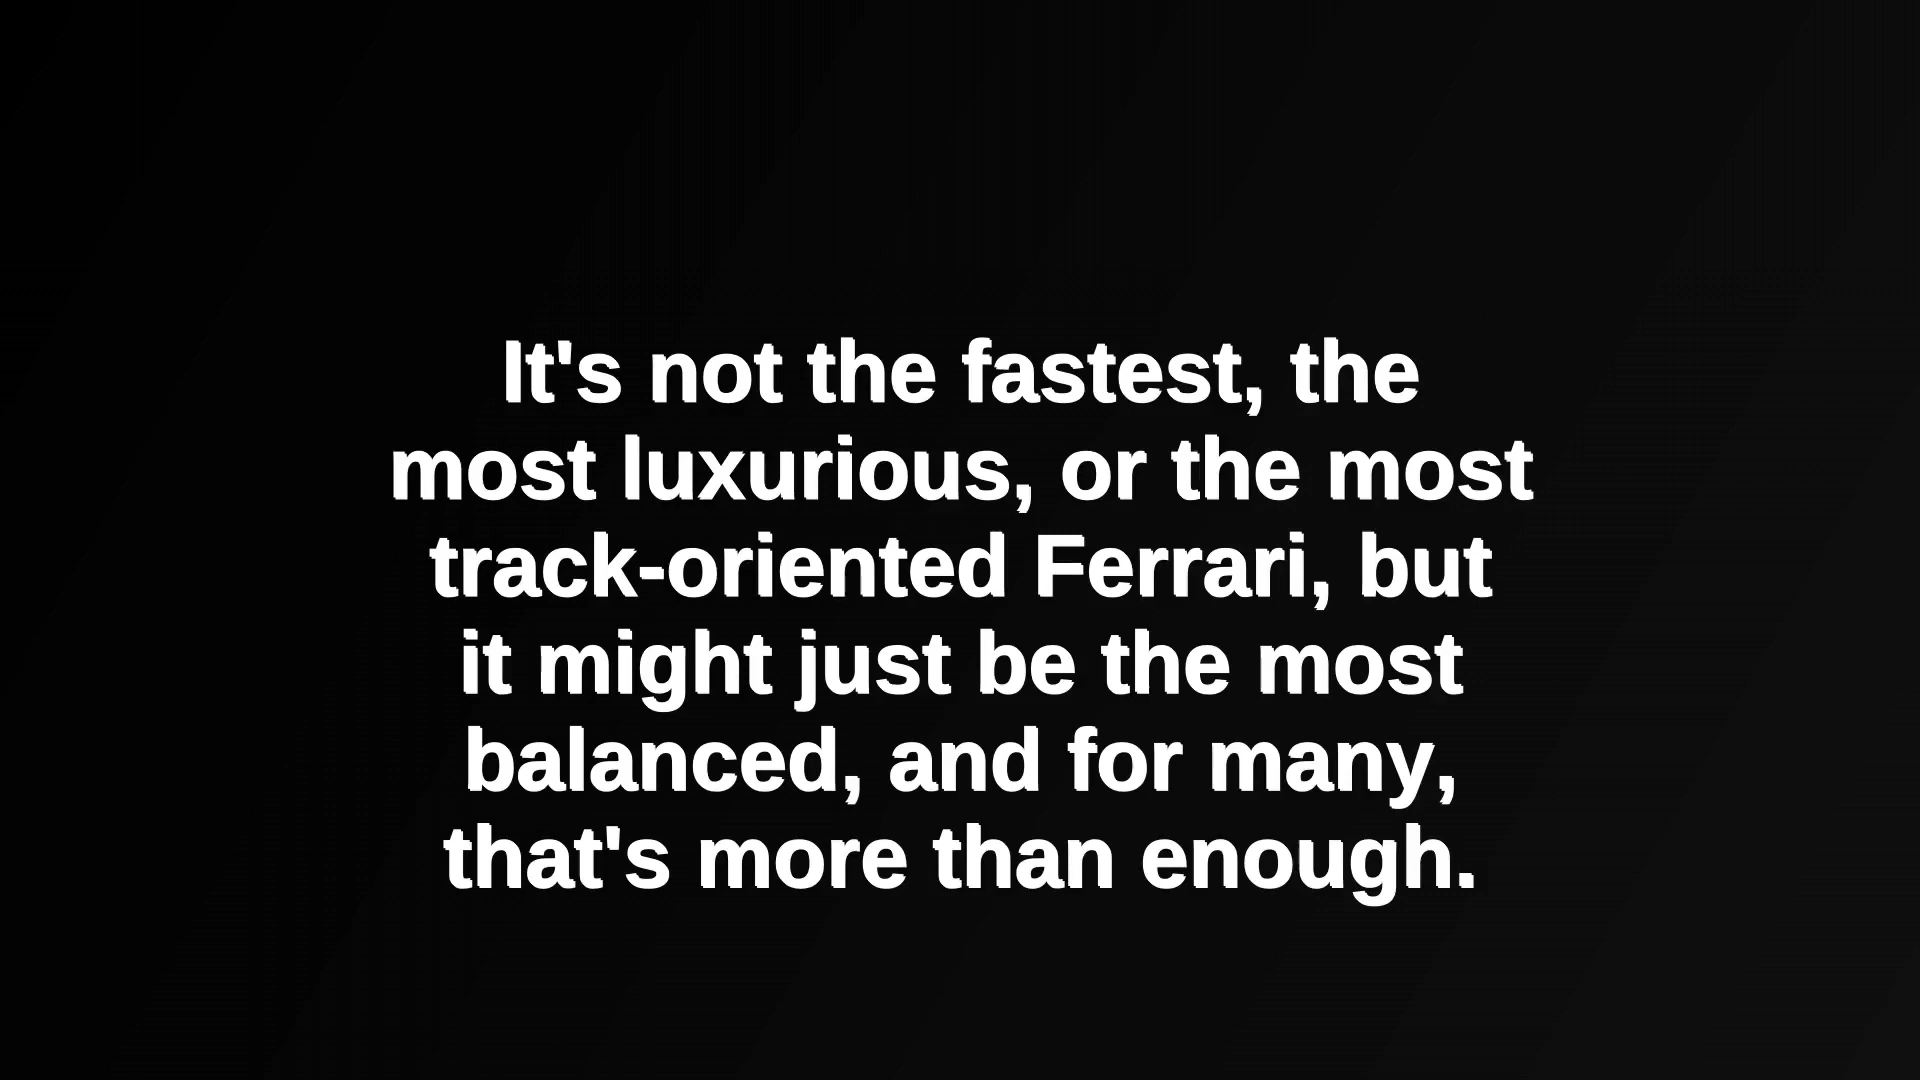 It's not the fastest, the
most luxurious, or the most
track-oriented Ferrari, but
it might just be the most
balanced, and for many,
that's more than enough.